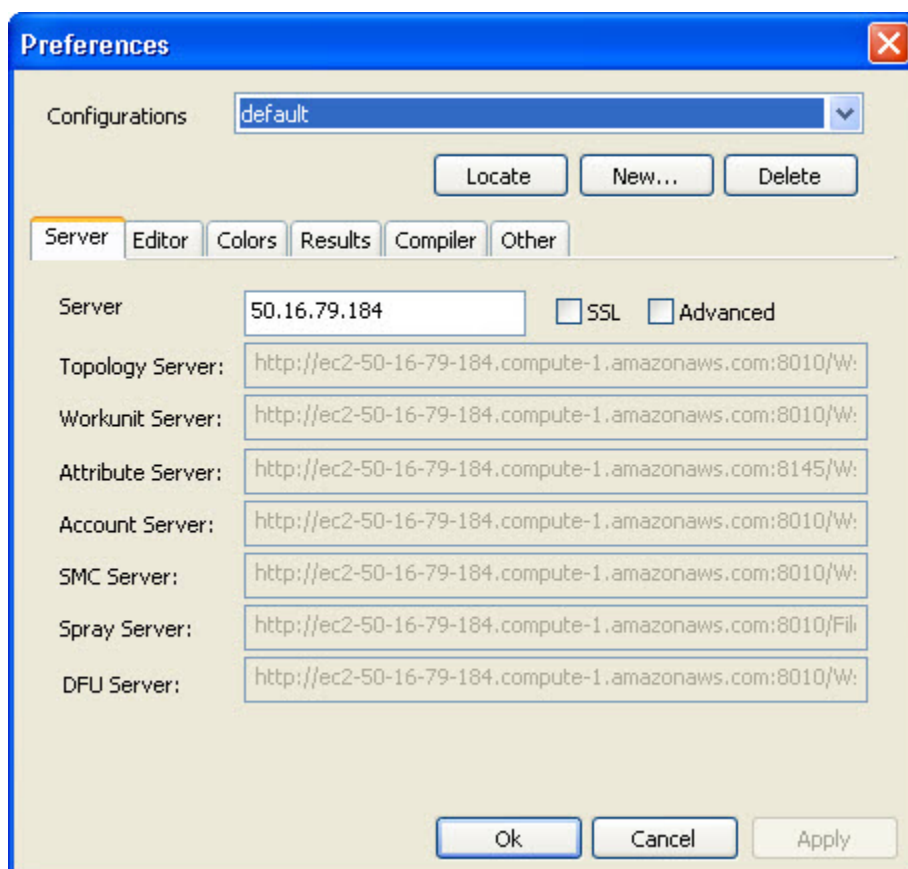 Preferences
Configurations default
Locate New... Delete
Server Editor Colors Results Compiler Other
Server 50.16.79.184 SSL Advanced
Topology Server: http://ec2-50-16-79-184.compute-1.amazonaws.com:8010/Ws
Workunit Server: http://ec2-50-16-79-184.compute-1.amazonaws.com:8010/Ws
Attribute Server: http://ec2-50-16-79-184.compute-1.amazonaws.com:8145/Ws
Account Server: http://ec2-50-16-79-184.compute-1.amazonaws.com:8010/Ws
SMC Server: http://ec2-50-16-79-184.compute-1.amazonaws.com:8010/Ws
Spray Server: http://ec2-50-16-79-184.compute-1.amazonaws.com:8010/Fil
DFU Server: http://ec2-50-16-79-184.compute-1.amazonaws.com:8010/Ws
Ok Cancel Apply